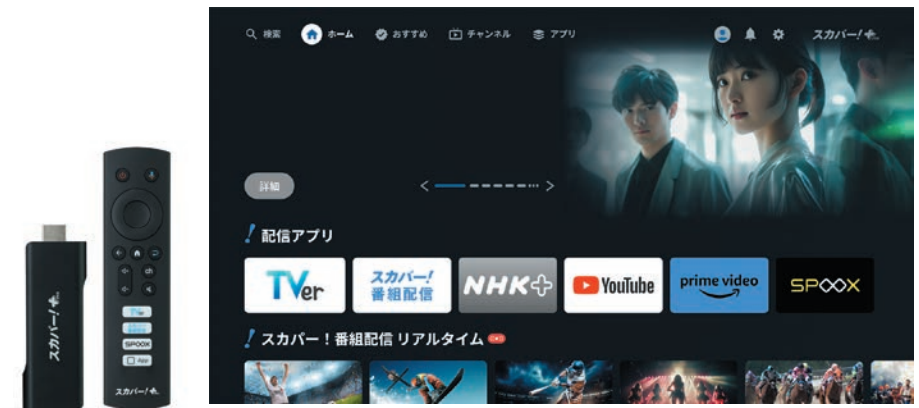 検索 ホーム おすすめ チャンネル アプリ スカパー!+
詳細
配信アプリ
TVer スカパー! 番組配信 NHK+ YouTube prime video SPOOX
スカパー!番組配信 リアルタイム
スカパー!+
TVer
SPOOX
App
スカパー!+